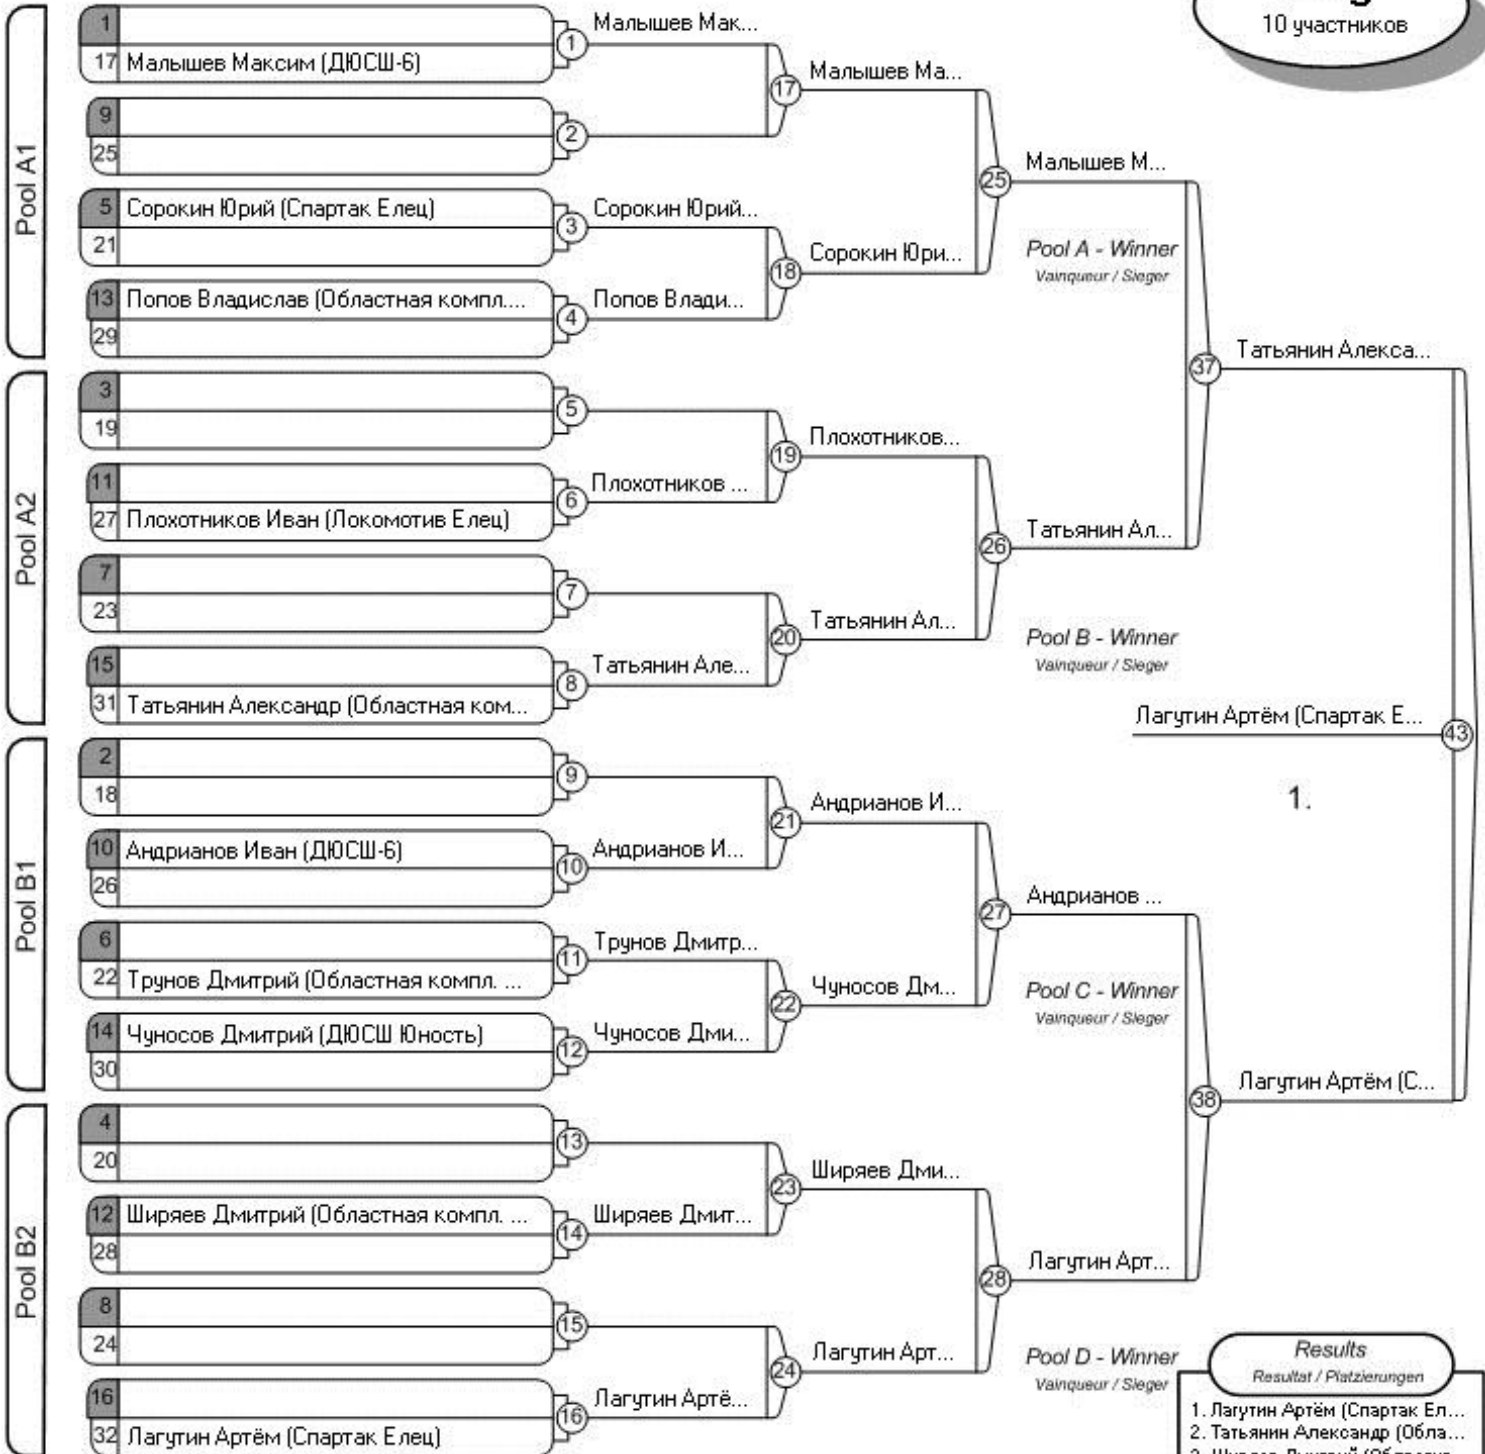 10 участников
Pool A1
1
17 Малышев Максим (ДЮСШ-6)
1
Малышев Мак...
9
25
2
17
Малышев Ма...
5 Сорокин Юрий (Спартак Елец)
21
3
Сорокин Юрий...
13 Попов Владислав (Областная компл....
29
4
Попов Влади...
18
Сорокин Юри...
25
Малышев М...
Pool A - Winner
Vainqueur / Sieger
Pool A2
3
19
5
11
27 Плохотников Иван (Локомотив Елец)
6
Плохотников ...
19
Плохотников...
7
23
7
15
31 Татьянин Александр (Областная ком...
8
Татьянин Але...
20
Татьянин Ал...
26
Татьянин Ал...
Pool B - Winner
Vainqueur / Sieger
37
Татьянин Алекса...
Pool B1
2
18
9
10 Андрианов Иван (ДЮСШ-6)
26
10
Андрианов И...
21
Андрианов И...
6
22 Трунов Дмитрий (Областная компл. ...
11
Трунов Дмитр...
14 Чуносов Дмитрий (ДЮСШ Юность)
30
12
Чуносов Дми...
22
Чуносов Дм...
27
Андрианов ...
Pool C - Winner
Vainqueur / Sieger
Pool B2
4
20
13
12 Ширяев Дмитрий (Областная компл. ...
28
14
Ширяев Дмит...
23
Ширяев Дми...
8
24
15
16
32 Лагутин Артём (Спартак Елец)
16
Лагутин Артё...
24
Лагутин Арт...
28
Лагутин Арт...
Pool D - Winner
Vainqueur / Sieger
38
Лагутин Артём (С...
Лагутин Артём (Спартак Е...
43
1.
Results
Resultat / Platzierungen
1. Лагутин Артём (Спартак Ел...
2. Татьянин Александр (Обла...